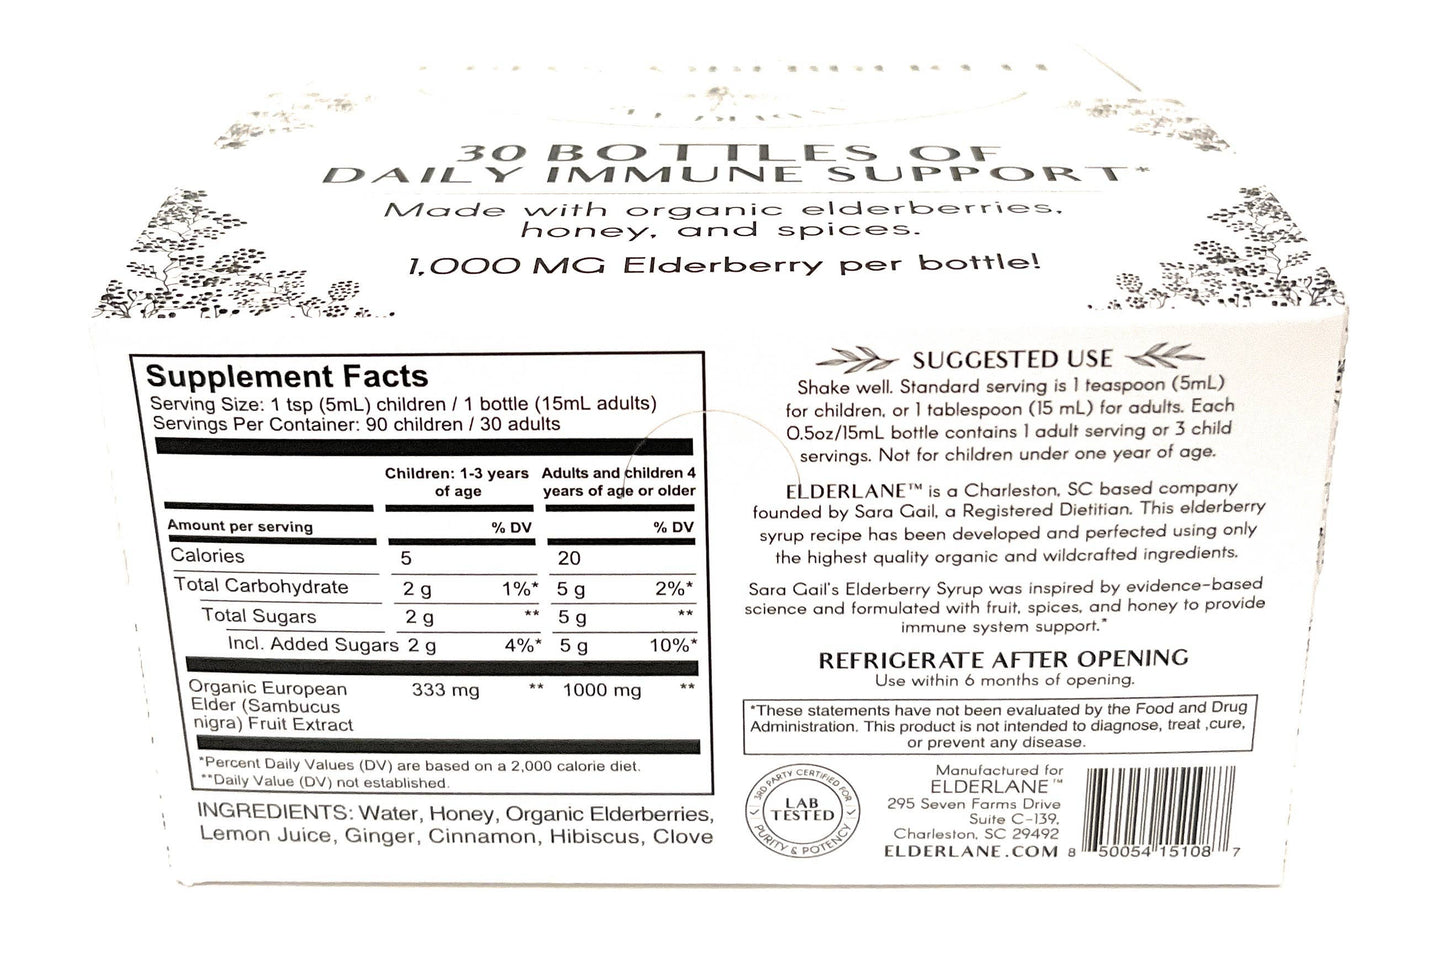 30 BOTTLES OF
DAILY IMMUNE SUPPORT*
Made with organic elderberries,
honey, and spices.
1,000 MG Elderberry per bottle!
Supplement Facts
Serving Size: 1 tsp (5mL) children / 1 bottle (15mL adults)
Servings Per Container: 90 children / 30 adults
Children: 1-3 years Adults and children 4
of age years of age or older
Amount per serving % DV % DV
Calories 5 20
Total Carbohydrate 2 g 1%* 5 g 2%*
Total Sugars 2 g ** 5 g **
Incl. Added Sugars 2 g 4%* 5 g 10%*
Organic European 333 mg ** 1000 mg **
Elder (Sambucus
nigra) Fruit Extract
*Percent Daily Values (DV) are based on a 2,000 calorie diet.
**Daily Value (DV) not established.
INGREDIENTS: Water, Honey, Organic Elderberries,
Lemon Juice, Ginger, Cinnamon, Hibiscus, Clove
SUGGESTED USE
Shake well. Standard serving is 1 teaspoon (5mL)
for children, or 1 tablespoon (15 mL) for adults. Each
0.5oz/15mL bottle contains 1 adult serving or 3 child
servings. Not for children under one year of age.
ELDERLANE™ is a Charleston, SC based company
founded by Sara Gail, a Registered Dietitian. This elderberry
syrup recipe has been developed and perfected using only
the highest quality organic and wildcrafted ingredients.
Sara Gail's Elderberry Syrup was inspired by evidence-based
science and formulated with fruit, spices, and honey to provide
immune system support.*
REFRIGERATE AFTER OPENING
Use within 6 months of opening.
*These statements have not been evaluated by the Food and Drug
Administration. This product is not intended to diagnose, treat ,cure,
or prevent any disease.
3RD PARTY CERTIFIED FOR
LAB
TESTED
PURITY & POTENCY
Manufactured for
ELDERLANE™
295 Seven Farms Drive
Suite C-139,
Charleston, SC 29492
ELDERLANE.COM
8 50054 15108 7